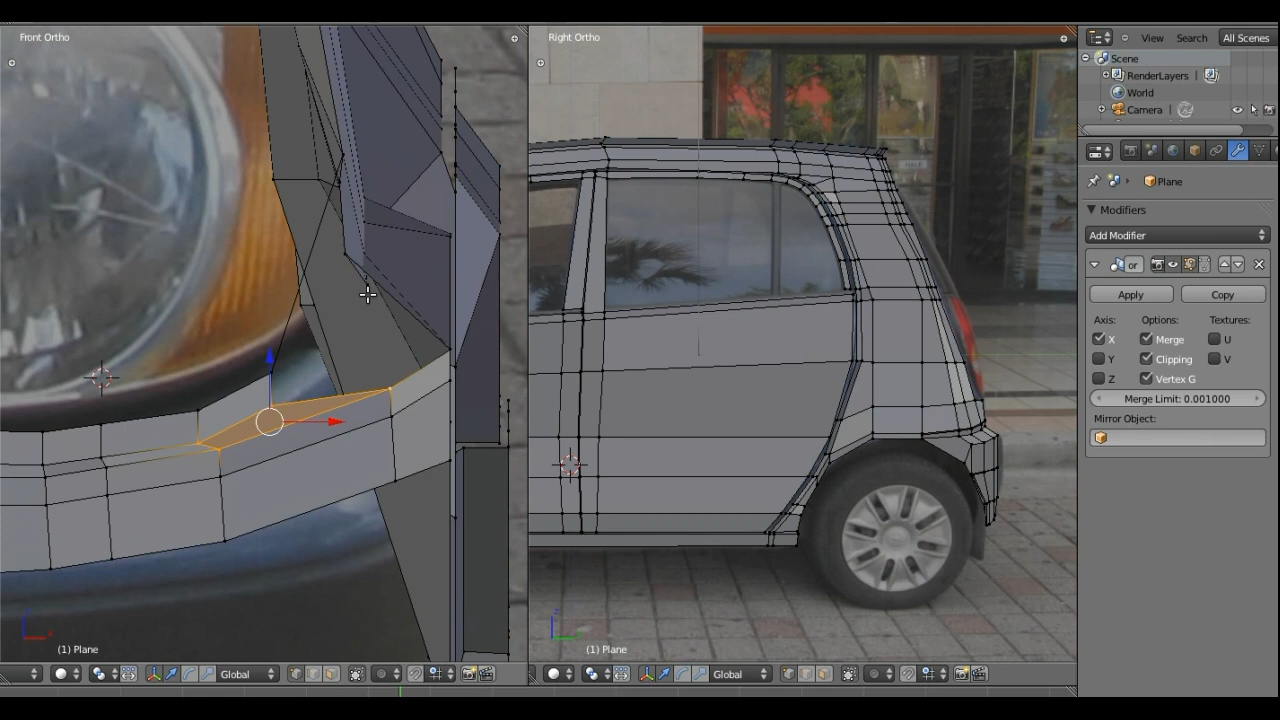 Front Ortho
Right Ortho
View Search All Scenes
Scene
RenderLayers
World
Camera
Plane
Modifiers
Add Modifier
or
Apply Copy
Axis: Options: Textures:
X Merge U
Y Clipping V
Z Vertex G
Merge Limit: 0.001000
Mirror Object:
(1) Plane
(1) Plane
Global
Global